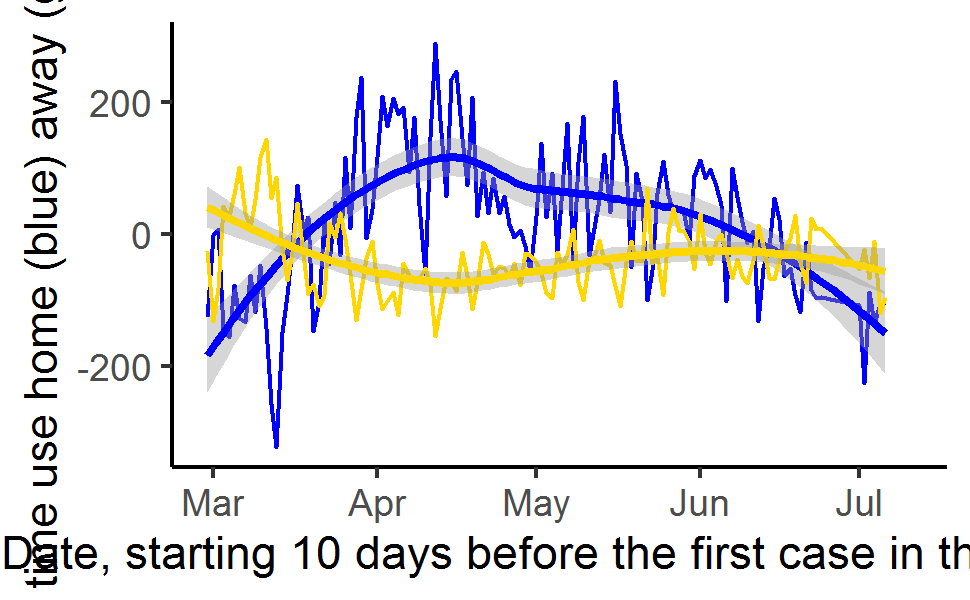 time use home (blue) away (
200
0
-200
Mar Apr May Jun Jul
Date, starting 10 days before the first case in th